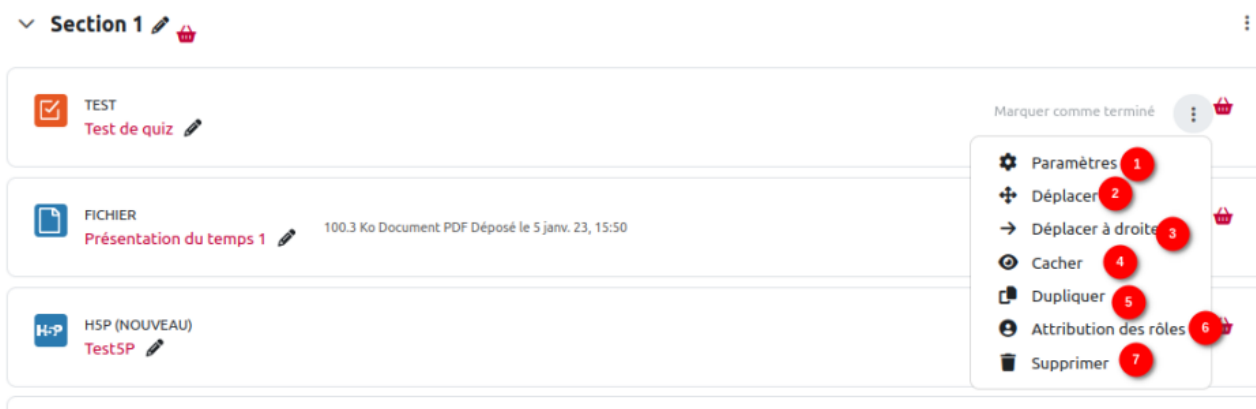 Section 1
TEST
Test de quiz
Marquer comme terminé
Paramètres 1
Déplacer 2
FICHIER
Présentation du temps 1
100.3 Ko Document PDF Déposé le 5 janv. 23, 15:50
Déplacer à droite 3
Cacher 4
Dupliquer 5
H5P (NOUVEAU)
H5P
Test5P
Attribution des rôles 6
Supprimer 7